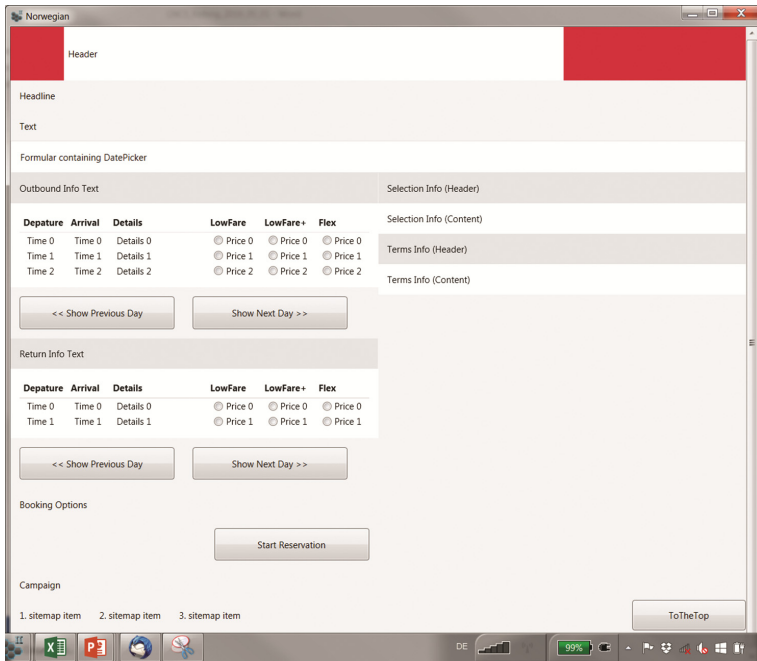 Norwegian
Header
Headline
Text
Formular containing DatePicker
Outbound Info Text
Depature Arrival Details LowFare LowFare+ Flex
Time 0 Time 0 Details 0 Price 0 Price 0 Price 0
Time 1 Time 1 Details 1 Price 1 Price 1 Price 1
Time 2 Time 2 Details 2 Price 2 Price 2 Price 2
<< Show Previous Day Show Next Day >>
Selection Info (Header)
Selection Info (Content)
Terms Info (Header)
Terms Info (Content)
Return Info Text
Depature Arrival Details LowFare LowFare+ Flex
Time 0 Time 0 Details 0 Price 0 Price 0 Price 0
Time 1 Time 1 Details 1 Price 1 Price 1 Price 1
<< Show Previous Day Show Next Day >>
Booking Options
Start Reservation
Campaign
1. sitemap item 2. sitemap item 3. sitemap item
ToTheTop
DE 99%